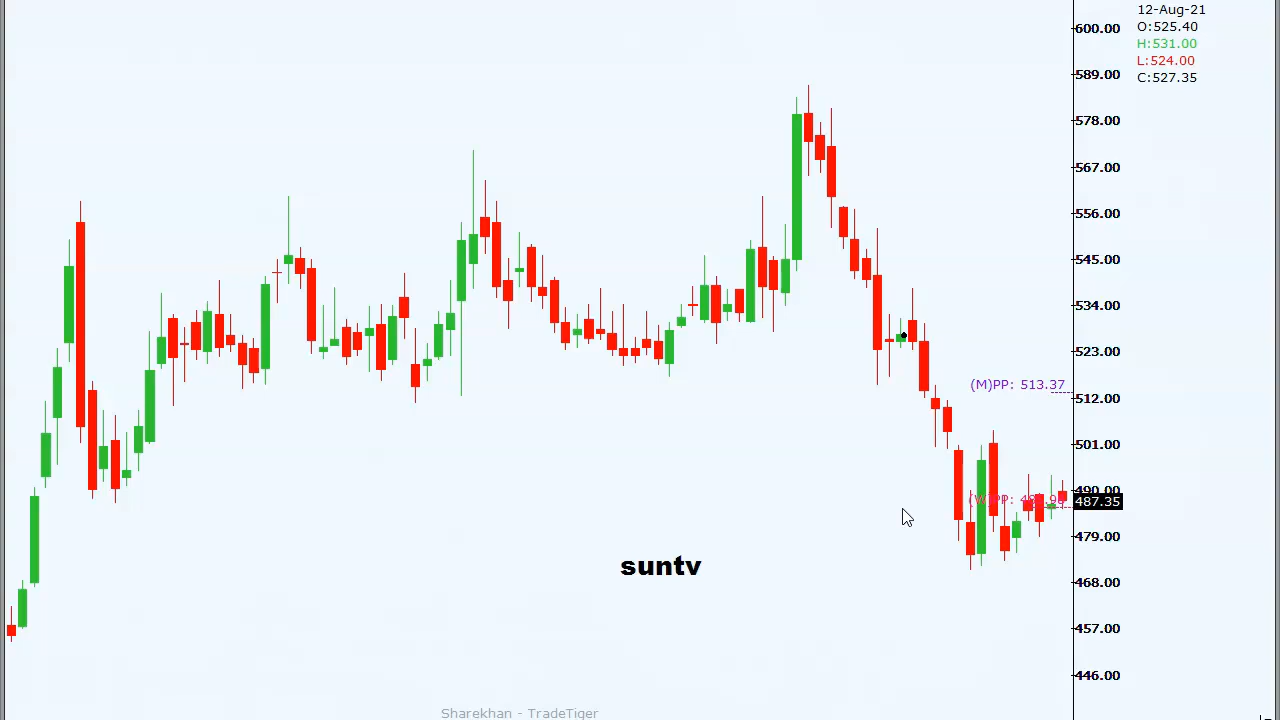 12-Aug-21
O:525.40
H:531.00
L:524.00
C:527.35
600.00
589.00
578.00
567.00
556.00
545.00
534.00
523.00
(M)PP: 513.37
512.00
501.00
490.00
487.35
479.00
468.00
457.00
446.00
suntv
Sharekhan - TradeTiger